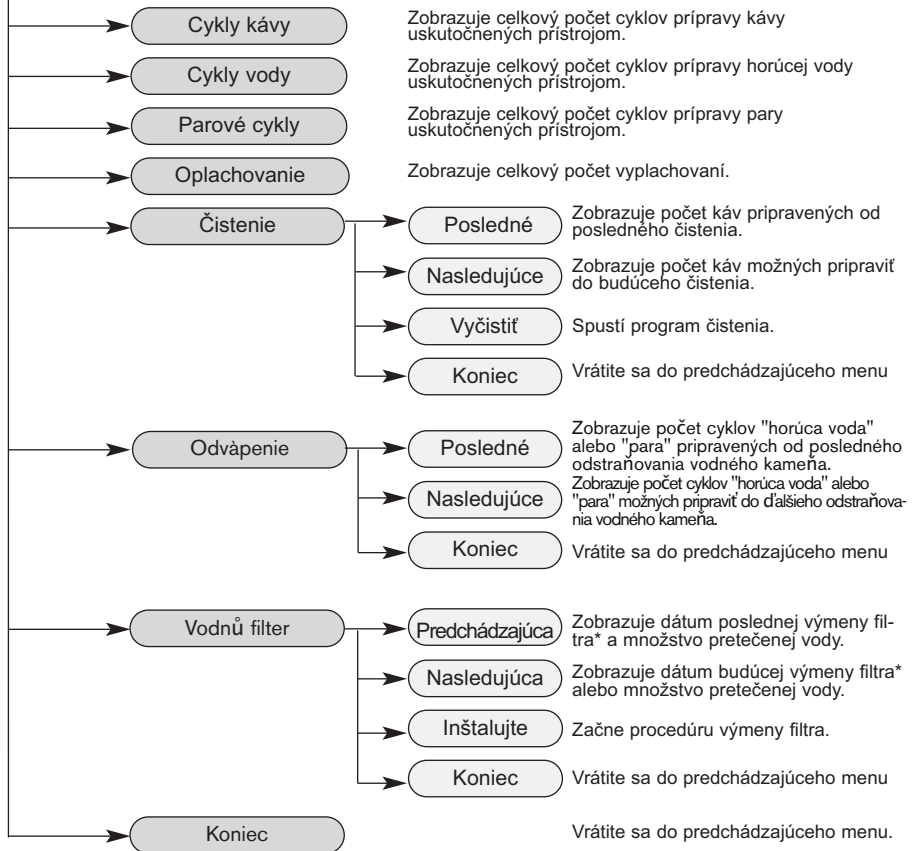 Cykly kávy
Zobrazuje celkový počet cyklov prípravy kávy
uskutočnených prístrojom.
Cykly vody
Zobrazuje celkový počet cyklov prípravy horúcej vody
uskutočnených prístrojom.
Parové cykly
Zobrazuje celkový počet cyklov prípravy pary
uskutočnených prístrojom.
Oplachovanie
Zobrazuje celkový počet vyplachovaní.
Čistenie
Posledné
Zobrazuje počet káv pripravených od
posledného čistenia.
Nasledujúce
Zobrazuje počet káv možných pripraviť
do budúceho čistenia.
Vyčistiť
Spustí program čistenia.
Koniec
Vrátite sa do predchádzajúceho menu
Odvàpenie
Posledné
Zobrazuje počet cyklov "horúca voda"
alebo "para" pripravených od posledného
odstraňovania vodného kameňa.
Nasledujúce
Zobrazuje počet cyklov "horúca voda" alebo
"para" možných pripraviť do ďalšieho odstraňova-
nia vodného kameňa.
Koniec
Vrátite sa do predchádzajúceho menu
Vodnů filter
Predchádzajúca
Zobrazuje dátum poslednej výmeny fil-
tra* a množstvo pretečenej vody.
Nasledujúca
Zobrazuje dátum budúcej výmeny filtra*
alebo množstvo pretečenej vody.
Inštalujte
Začne procedúru výmeny filtra.
Koniec
Vrátite sa do predchádzajúceho menu
Koniec
Vrátite sa do predchádzajúceho menu.